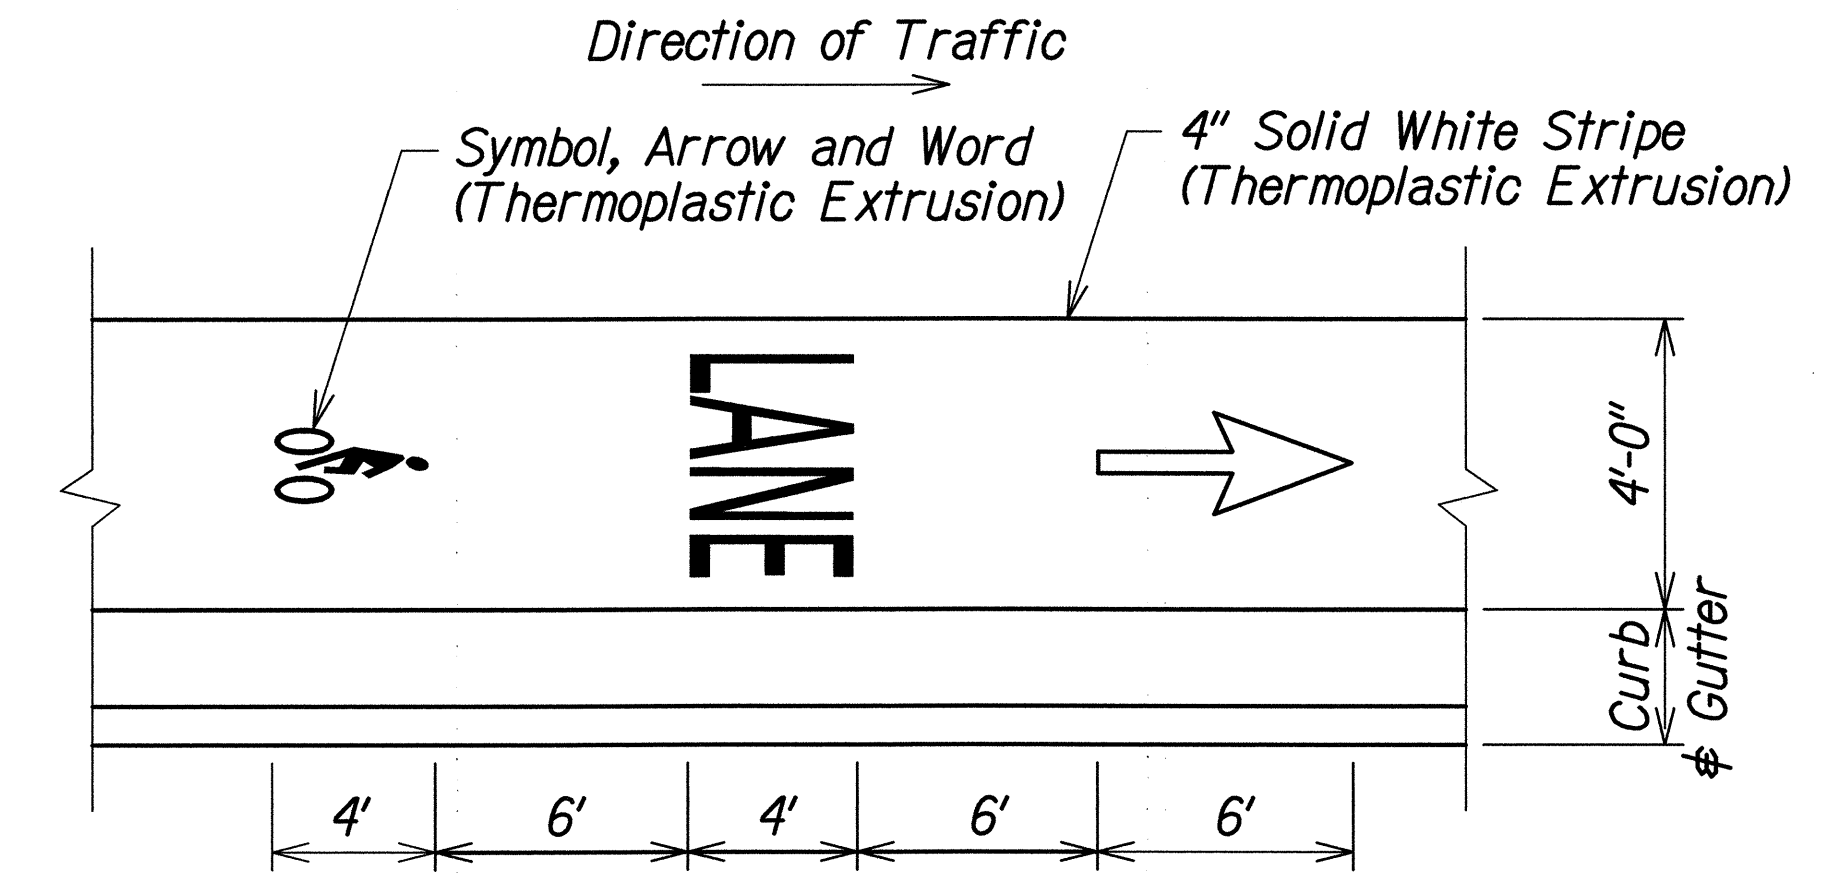 Direction of Traffic
Symbol, Arrow and Word
(Thermoplastic Extrusion)
4" Solid White Stripe
(Thermoplastic Extrusion)
LANE
4'-0"
Curb
& Gutter
4'
6'
4'
6'
6'